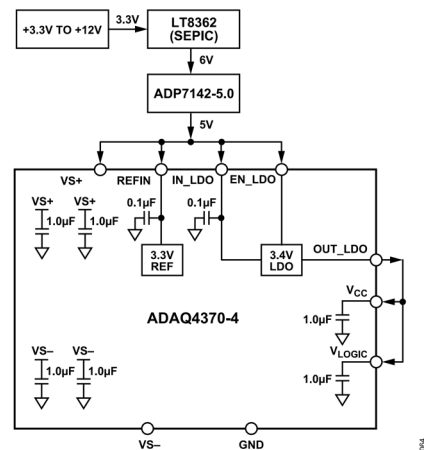 +3.3V TO +12V
3.3V
LT8362
(SEPIC)
6V
ADP7142-5.0
5V
VS+
REFIN
IN_LDO
EN_LDO
VS+
VS+
1.0µF
1.0µF
0.1µF
0.1µF
3.3V
REF
3.4V
LDO
OUT_LDO
ADAQ4370-4
VCC
1.0µF
VLOGIC
1.0µF
VS–
VS–
1.0µF
1.0µF
VS–
GND
064